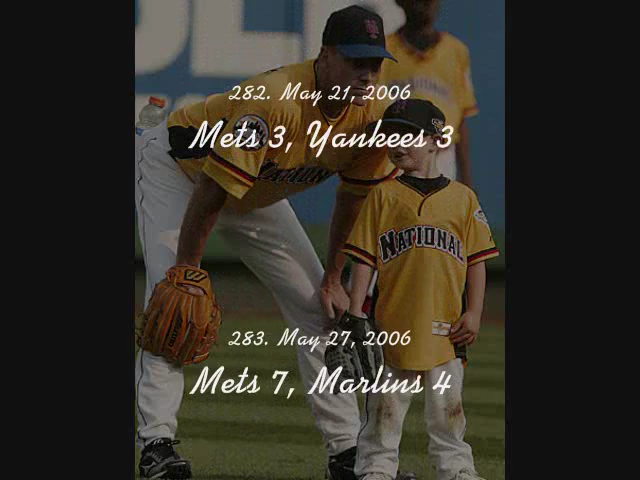 282. May 21, 2006
Mets 3, Yankees 3
NATIONAL
283. May 27, 2006
Mets 7, Marlins 4